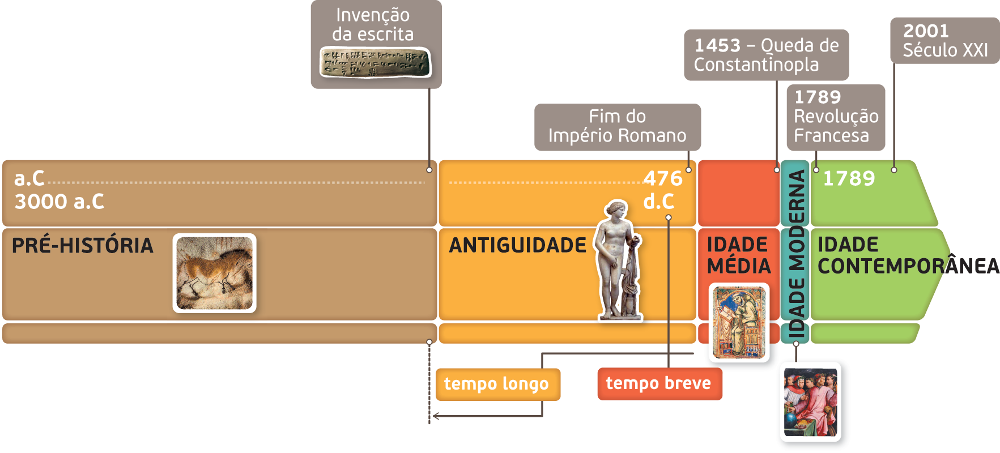 Invenção
da escrita
Fim do
Império Romano
1453 – Queda de
Constantinopla
1789
Revolução
Francesa
2001
Século XXI
a.C
3000 a.C
476
d.C
1789
PRÉ-HISTÓRIA
ANTIGUIDADE
IDADE
MÉDIA
IDADE MODERNA
IDADE
CONTEMPORÂNEA
tempo longo
tempo breve